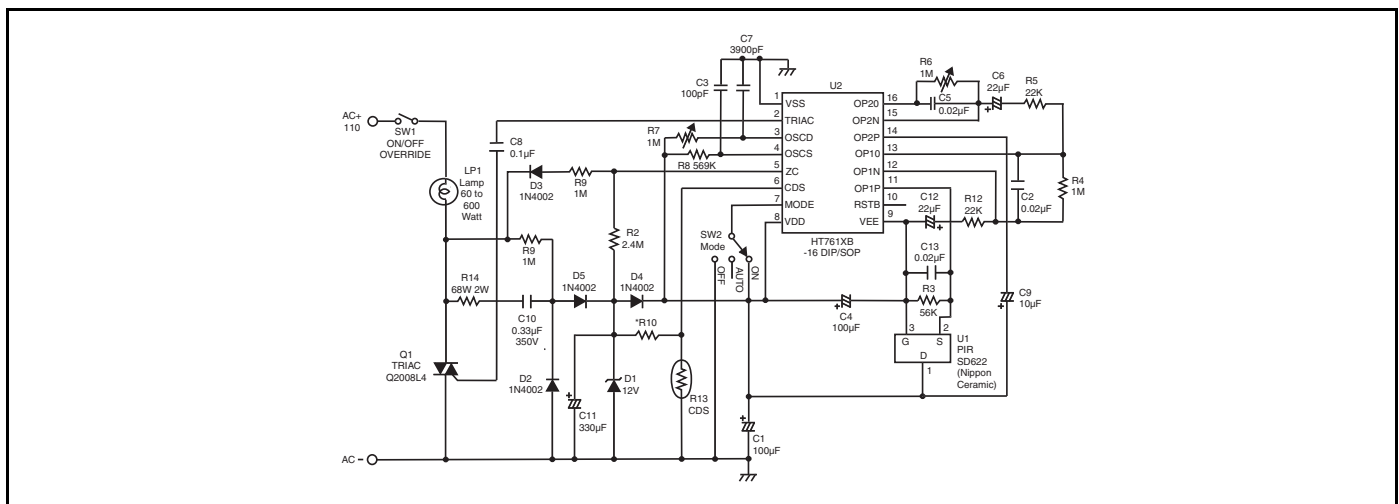 C7
3900pF
C3
100pF
U2
R6
1M
C5
0.02µF
C6
22µF
R5
22K
AC+
110
SW1
ON/OFF
OVERRIDE
C8
0.1µF
R7
1M
R8 569K
1
2
3
4
5
6
7
8
VSS
TRIAC
OSCD
OSCS
ZC
CDS
MODE
VDD
OP20
OP2N
OP2P
OP10
OP1N
OP1P
RSTB
VEE
16
15
14
13
12
11
10
9
HT761XB
-16 DIP/SOP
LP1
Lamp
60 to
600
Watt
D3
1N4002
R9
1M
R9
1M
R2
2.4M
SW2
Mode
OFF
AUTO
ON
C12
22µF
R12
22K
C2
0.02µF
R4
1M
C13
0.02µF
R3
56K
C9
10µF
R14
68W 2W
C10
0.33µF
350V
D5
1N4002
D4
1N4002
C4
100µF
*R10
3
2
G
S
D
1
U1
PIR
SD622
(Nippon
Ceramic)
Q1
TRIAC
Q2008L4
D2
1N4002
C11
330µF
D1
12V
R13
CDS
C1
100µF
AC -